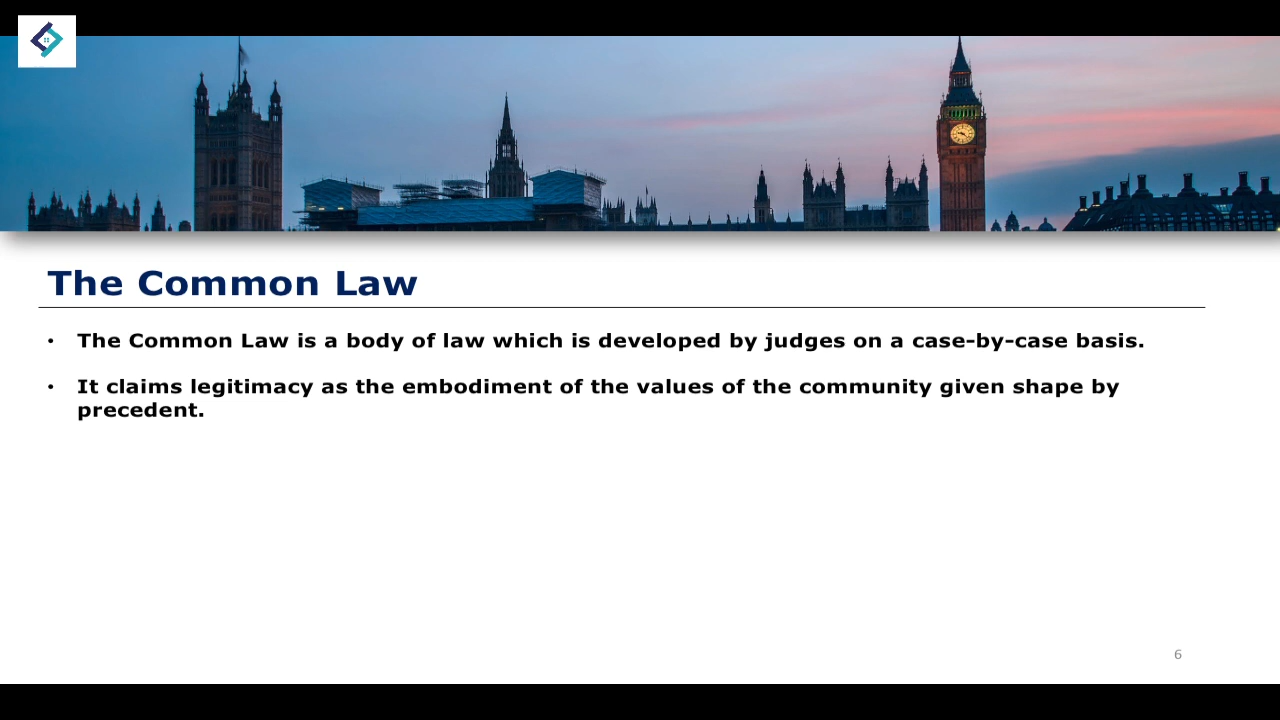 The Common Law
• The Common Law is a body of law which is developed by judges on a case-by-case basis.
• It claims legitimacy as the embodiment of the values of the community given shape by
precedent.
6